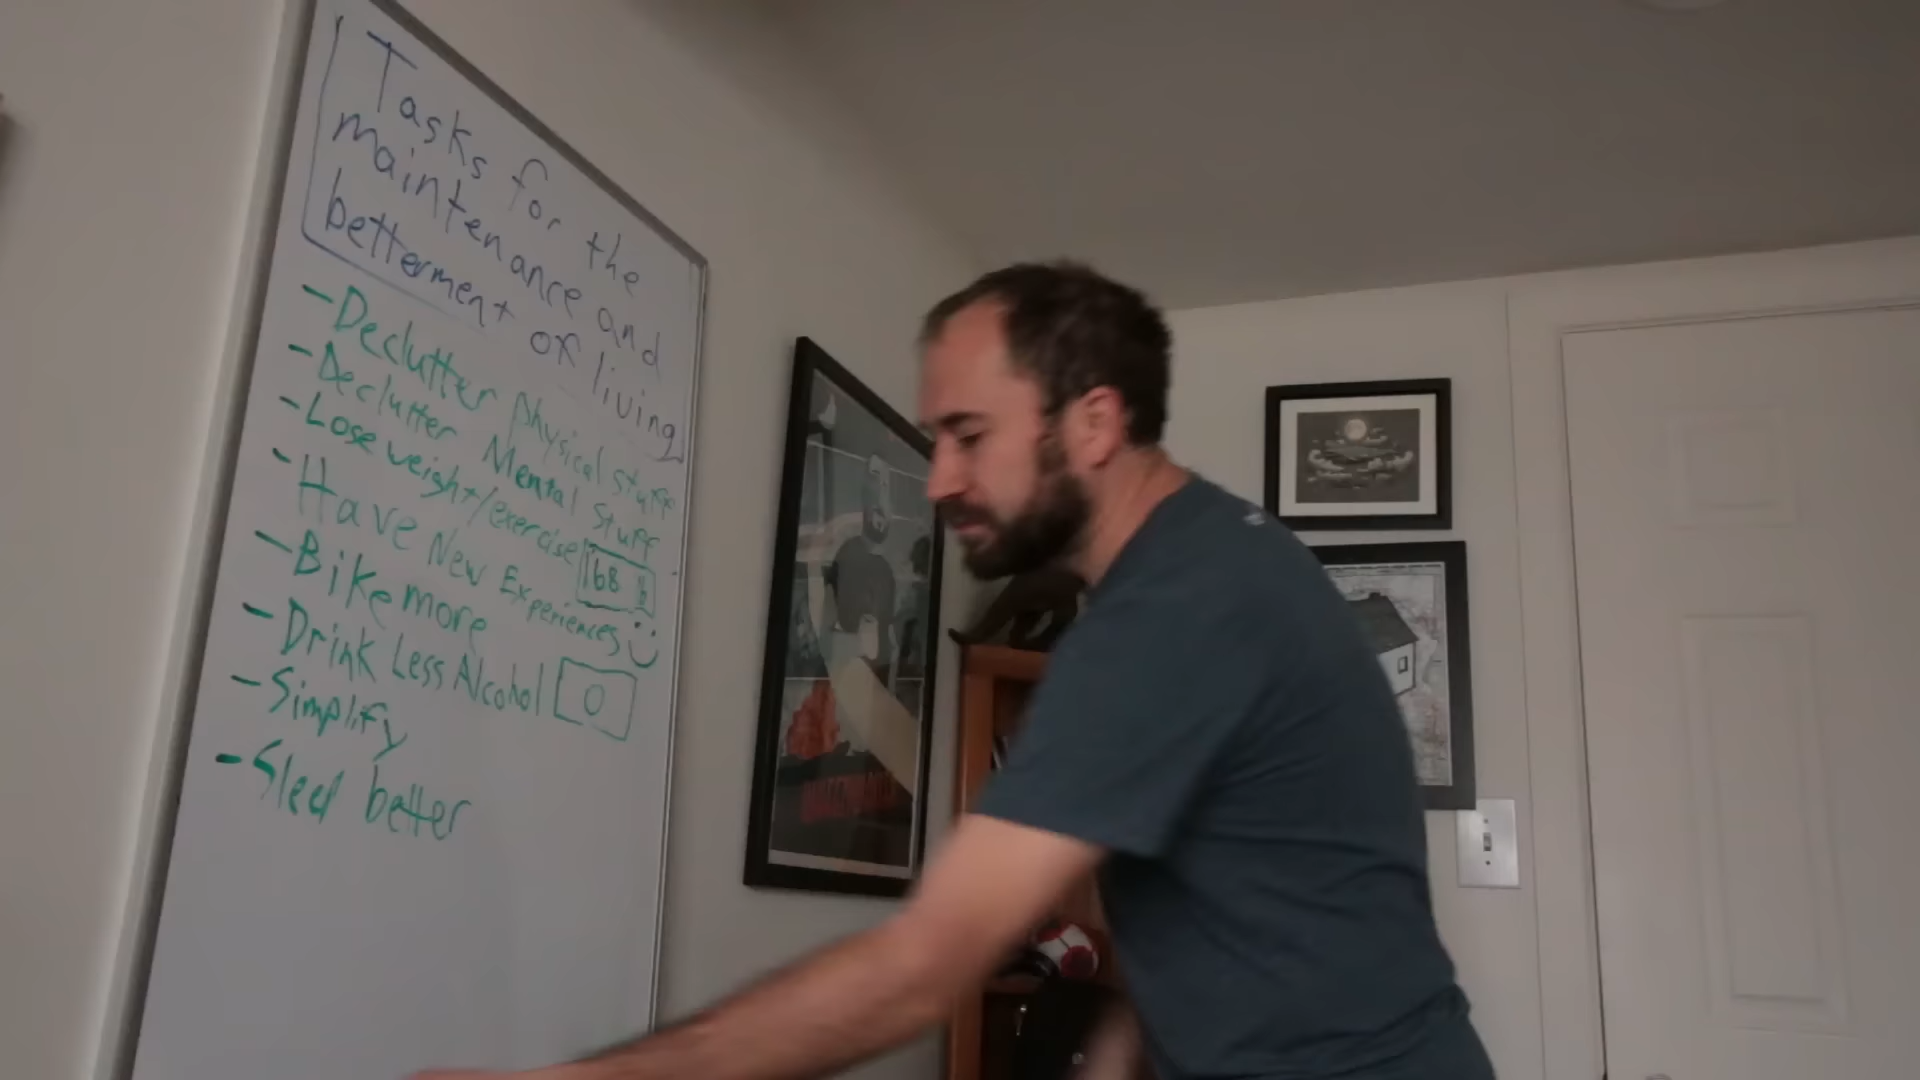 Tasks for the
maintenance and
betterment of living
- Declutter Physical stuff
- Declutter Mental Stuff
- Lose weight/exercise 168
- Have New Experiences :)
- Bike more
- Drink Less Alcohol 0
- Simplify
- Sleep better